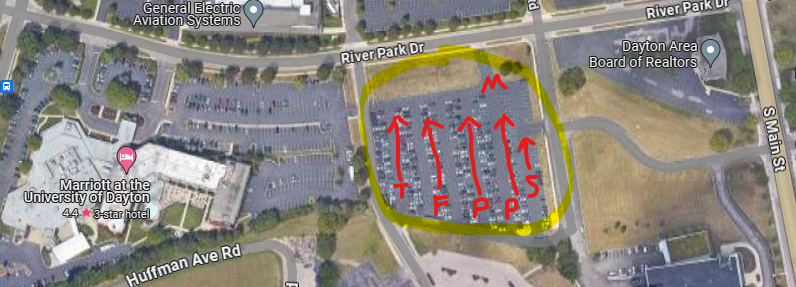 General Electric
Aviation Systems
River Park Dr
River Park Dr
Dayton Area
Board of Realtors
M
S Main St
Marriott at the
University of Dayton
4.4 ★ 3-star hotel
T
F
P
P
S
Huffman Ave Rd